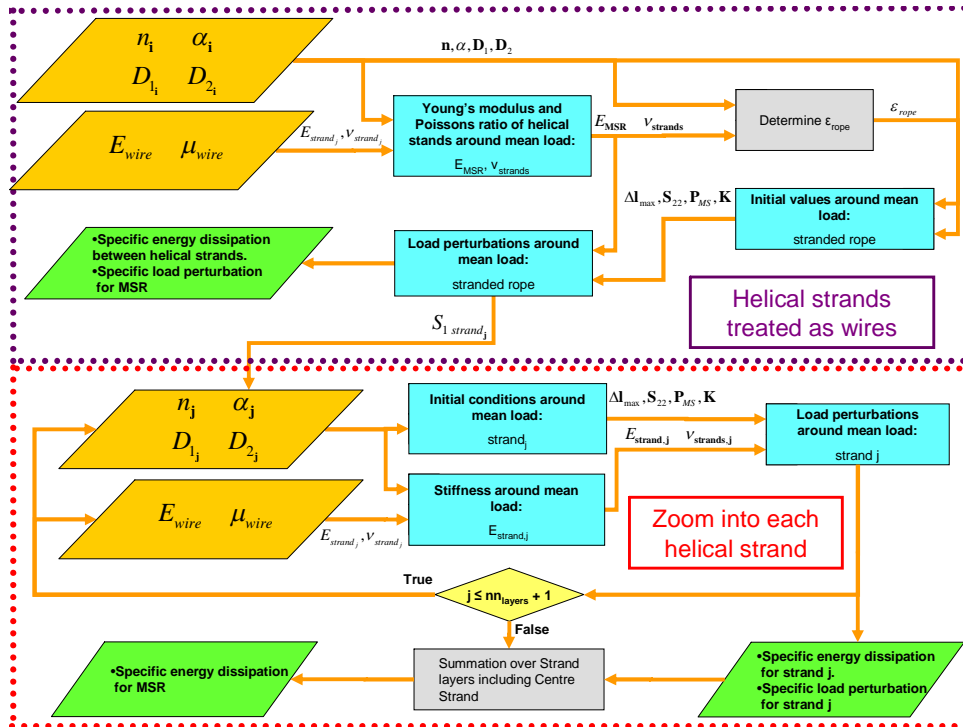 n_i α_i
D_1_i D_2_i
n, α, D_1, D_2
E_wire μ_wire
E_strand_j, ν_strand_j
Young's modulus and
Poissons ratio of helical
stands around mean load:
E_MSR, ν_strands
E_MSR ν_strands
Determine ε_rope
ε_rope
Δl_max, S_22, P_MS, K
Initial values around mean
load:
stranded rope
•Specific energy dissipation
between helical strands.
•Specific load perturbation
for MSR
Load perturbations around
mean load:
stranded rope
Helical strands
treated as wires
S_1 strand_j
n_j α_j
D_1_j D_2_j
Initial conditions around
mean load:
strand_j
Δl_max, S_22, P_MS, K
Load perturbations
around mean load:
strand j
E_strand,j ν_strands,j
E_wire μ_wire
E_strand_j, ν_strand_j
Stiffness around mean
load:
E_strand,j
Zoom into each
helical strand
True
j ≤ nn_layers + 1
False
•Specific energy dissipation
for MSR
Summation over Strand
layers including Centre
Strand
•Specific energy dissipation
for strand j.
•Specific load perturbation
for strand j